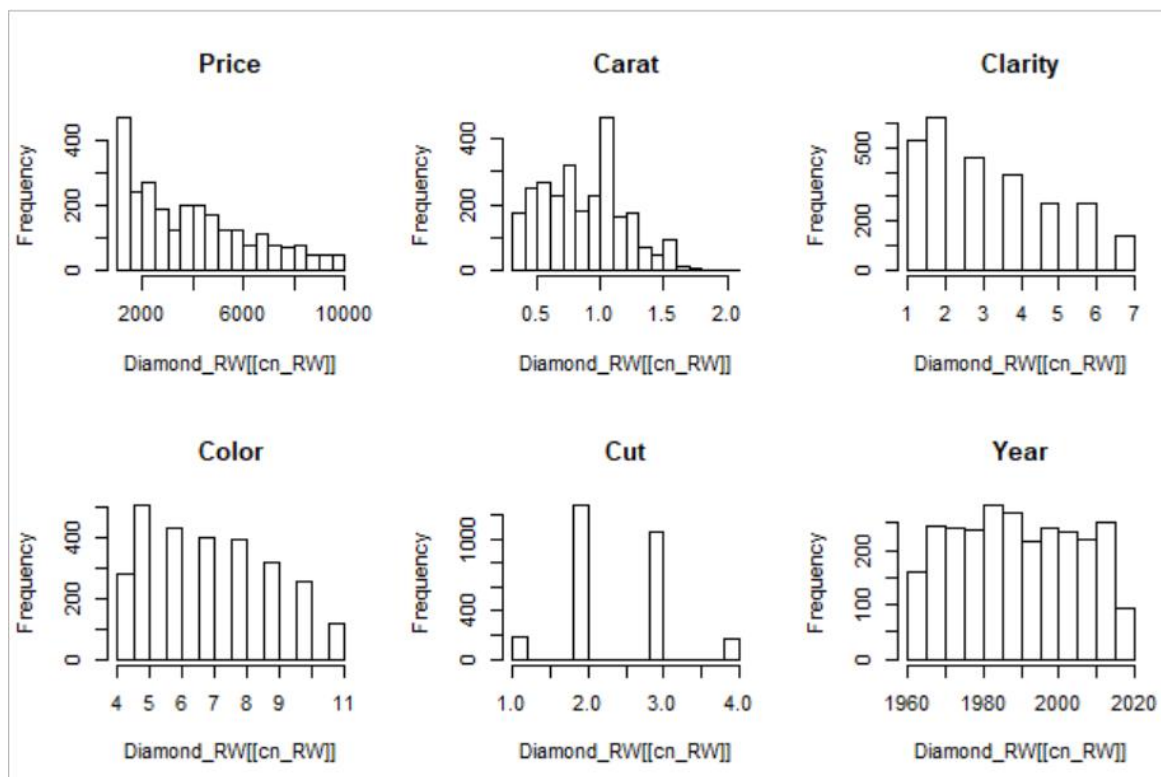 Price
Frequency
0 200 400
2000 6000 10000
Diamond_RW[[cn_RW]]
Carat
Frequency
0 200 400
0.5 1.0 1.5 2.0
Diamond_RW[[cn_RW]]
Clarity
Frequency
0 200 500
1 2 3 4 5 6 7
Diamond_RW[[cn_RW]]
Color
Frequency
0 200 400
4 5 6 7 8 9 11
Diamond_RW[[cn_RW]]
Cut
Frequency
0 400 1000
1.0 2.0 3.0 4.0
Diamond_RW[[cn_RW]]
Year
Frequency
0 100 200
1960 1980 2000 2020
Diamond_RW[[cn_RW]]